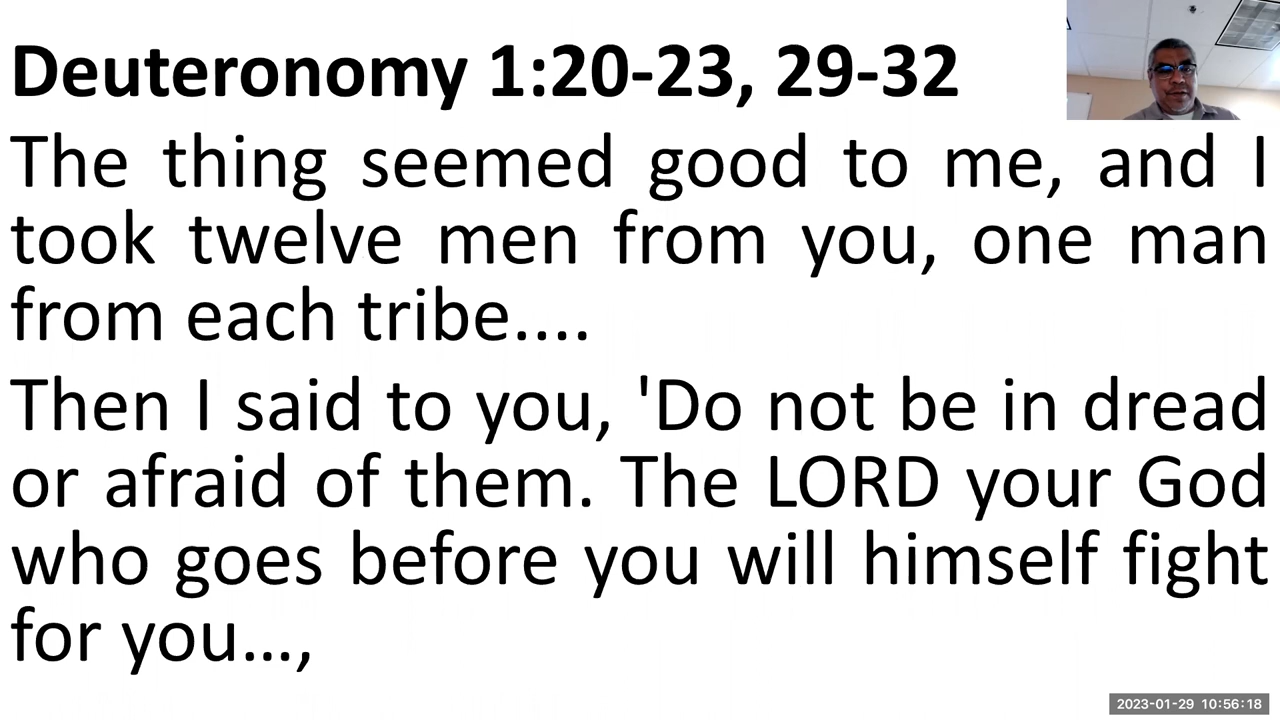 Deuteronomy 1:20-23, 29-32
The thing seemed good to me, and I
took twelve men from you, one man
from each tribe....
Then I said to you, 'Do not be in dread
or afraid of them. The LORD your God
who goes before you will himself fight
for you...,
2023-01-29 10:56:18